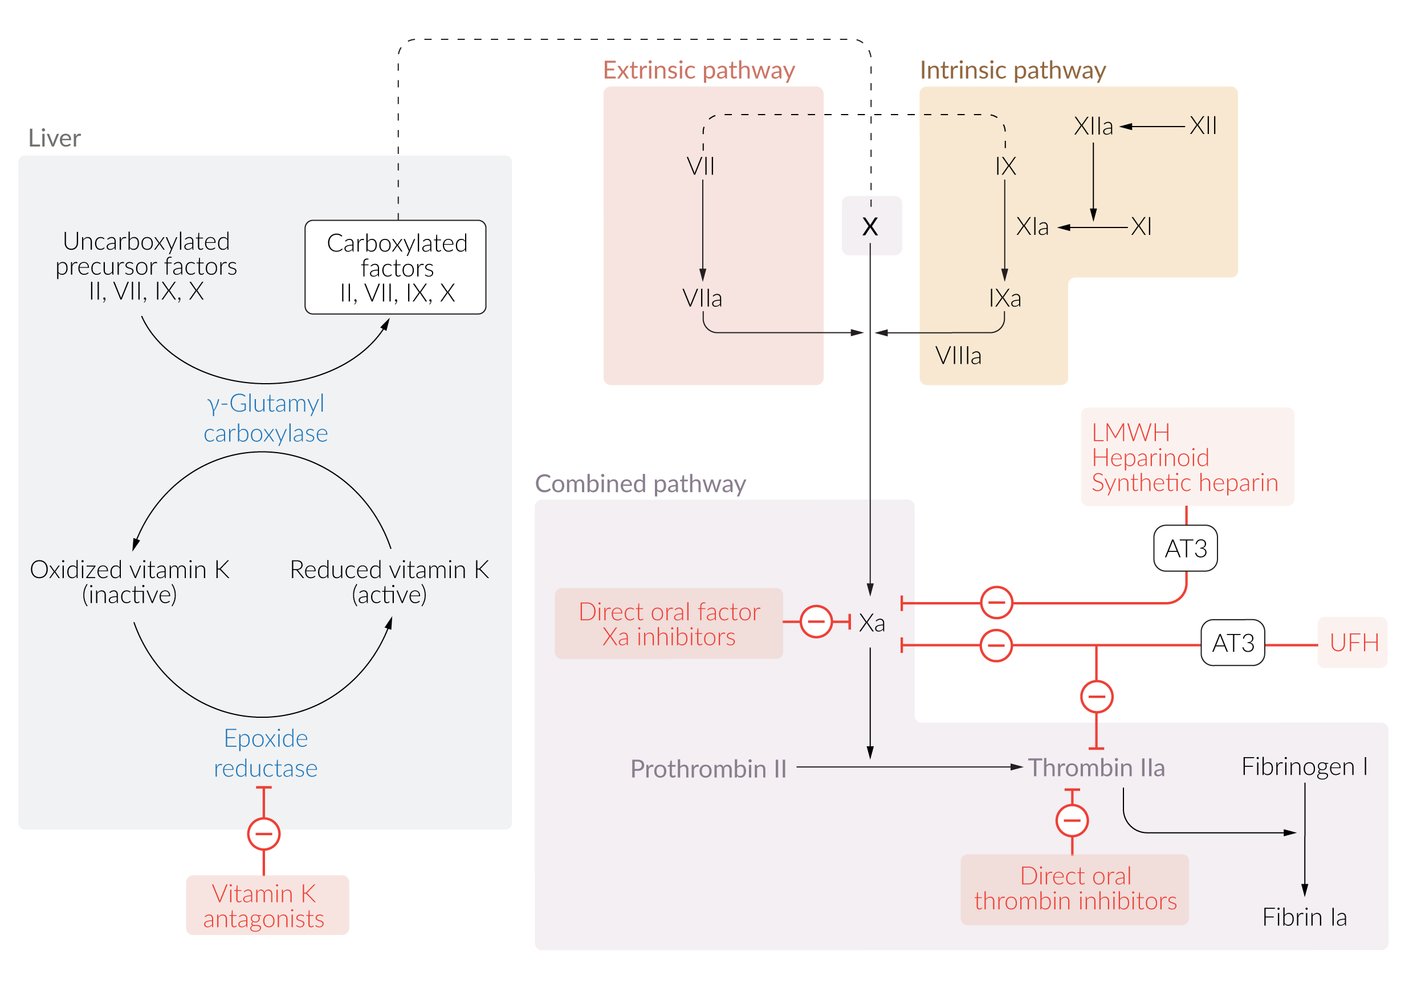 Extrinsic pathway
Intrinsic pathway
Liver
XIIa
XII
VII
IX
X
XIa
XI
Uncarboxylated
precursor factors
II, VII, IX, X
Carboxylated
factors
II, VII, IX, X
VIIa
IXa
VIIIa
γ-Glutamyl
carboxylase
Oxidized vitamin K
(inactive)
Reduced vitamin K
(active)
Epoxide
reductase
Vitamin K
antagonists
Combined pathway
LMWH
Heparinoid
Synthetic heparin
AT3
Direct oral factor
Xa inhibitors
Xa
AT3
UFH
Prothrombin II
Thrombin IIa
Fibrinogen I
Direct oral
thrombin inhibitors
Fibrin Ia